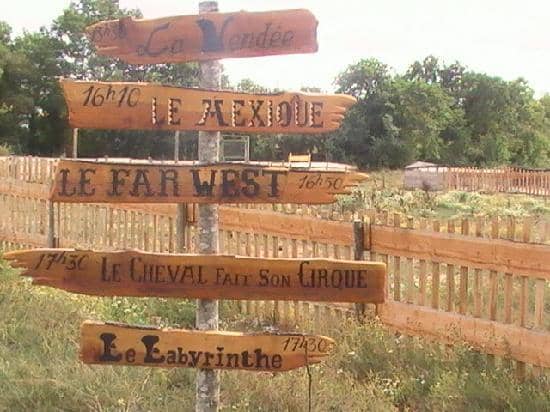 La Vendée
16h10 LE MEXIQUE
LE FAR WEST 16h50
17H30 LE CHEVAL FAIT SON CIRQUE
Le Labyrinthe 17H30